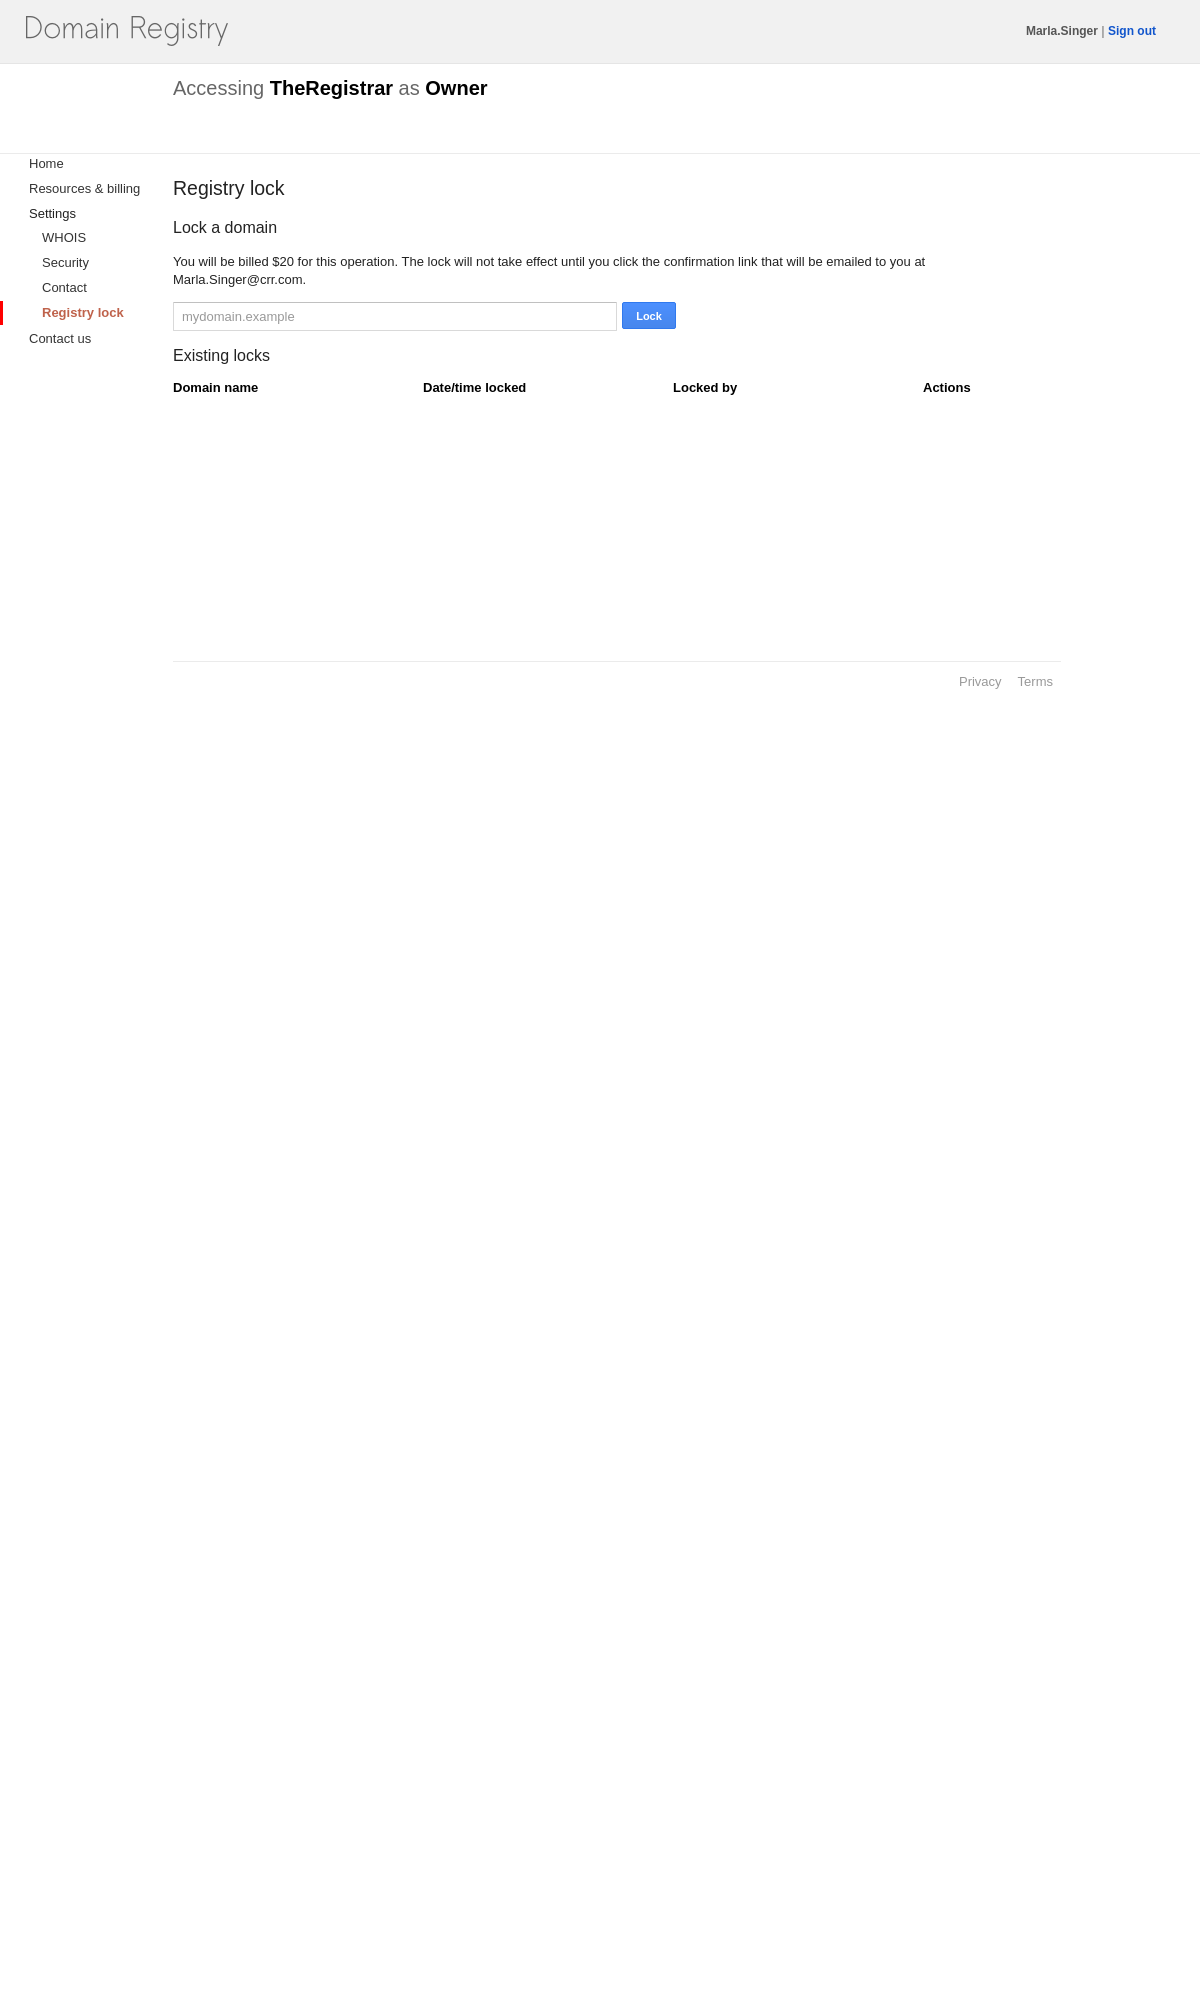 Domain Registry
Marla.Singer | Sign out
Accessing TheRegistrar as Owner
Home
Resources & billing
Settings
WHOIS
Security
Contact
Registry lock
Contact us
Registry lock
Lock a domain
You will be billed $20 for this operation. The lock will not take effect until you click the confirmation link that will be emailed to you at
Marla.Singer@crr.com.
mydomain.example
Lock
Existing locks
Domain name Date/time locked Locked by Actions
Privacy Terms